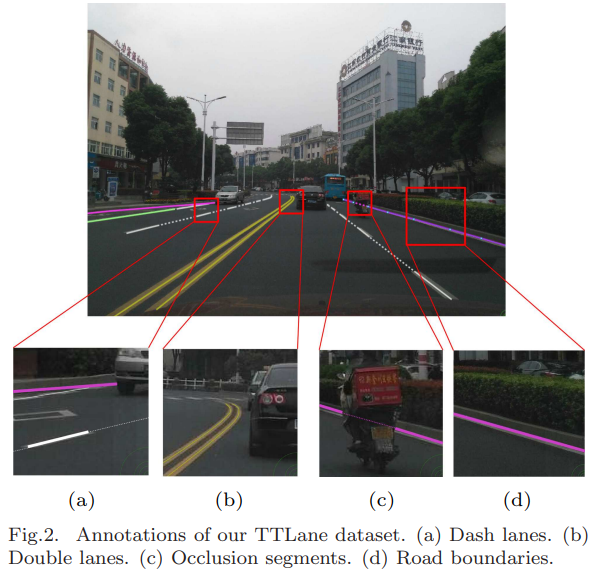 (a)
(b)
(c)
(d)
Fig.2. Annotations of our TTLane dataset. (a) Dash lanes. (b)
Double lanes. (c) Occlusion segments. (d) Road boundaries.